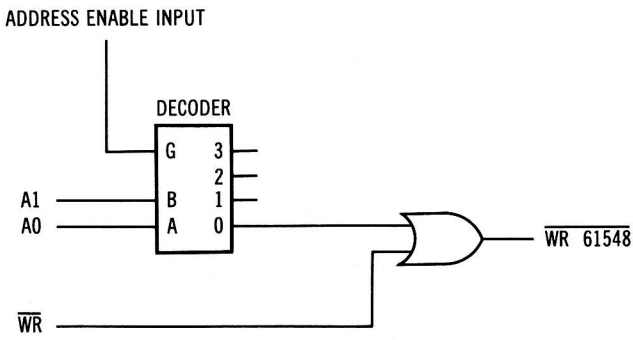 ADDRESS ENABLE INPUT
DECODER
G 3
2
A1 B 1
A0 A 0
WR 61548
WR